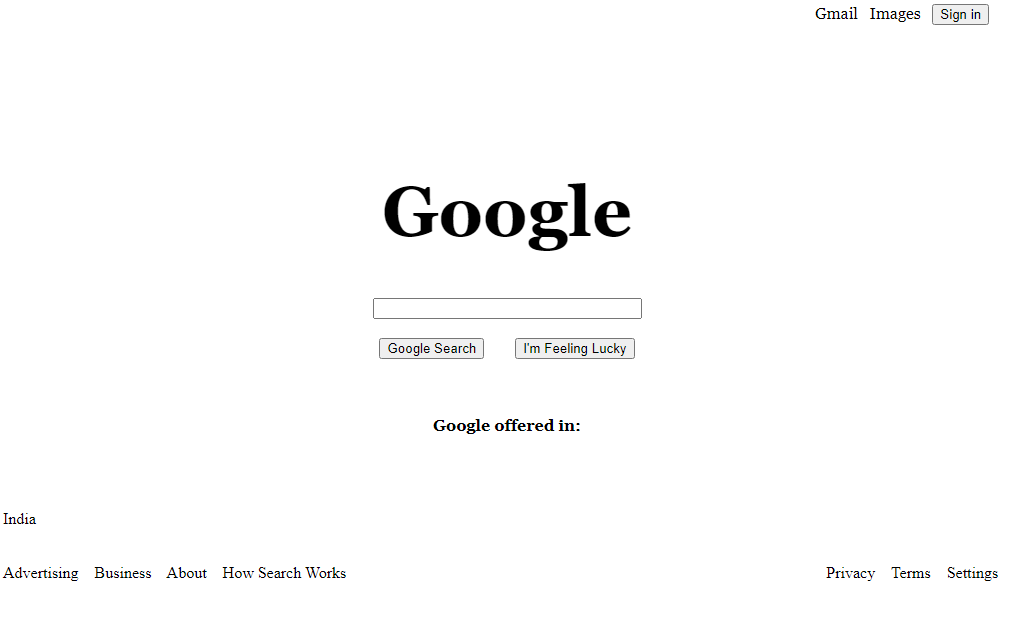 Gmail Images Sign in
Google
Google Search I'm Feeling Lucky
Google offered in:
India
Advertising Business About How Search Works Privacy Terms Settings